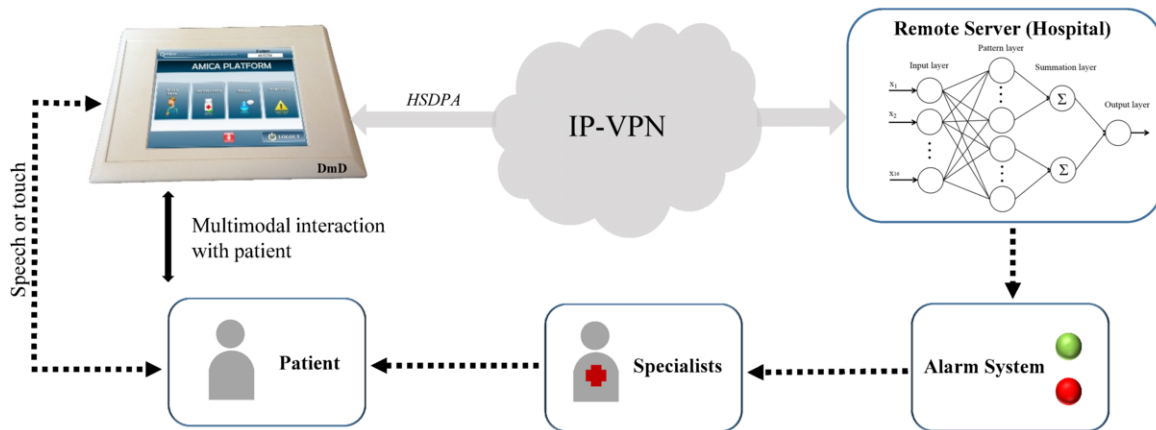 AMICA PLATFORM
LOGOUT
DmD
HSDPA
IP-VPN
Remote Server (Hospital)
Pattern layer
Input layer
Summation layer
Output layer
X1
X2
X16
Σ
Σ
Speech or touch
Multimodal interaction
with patient
Patient
Specialists
Alarm System